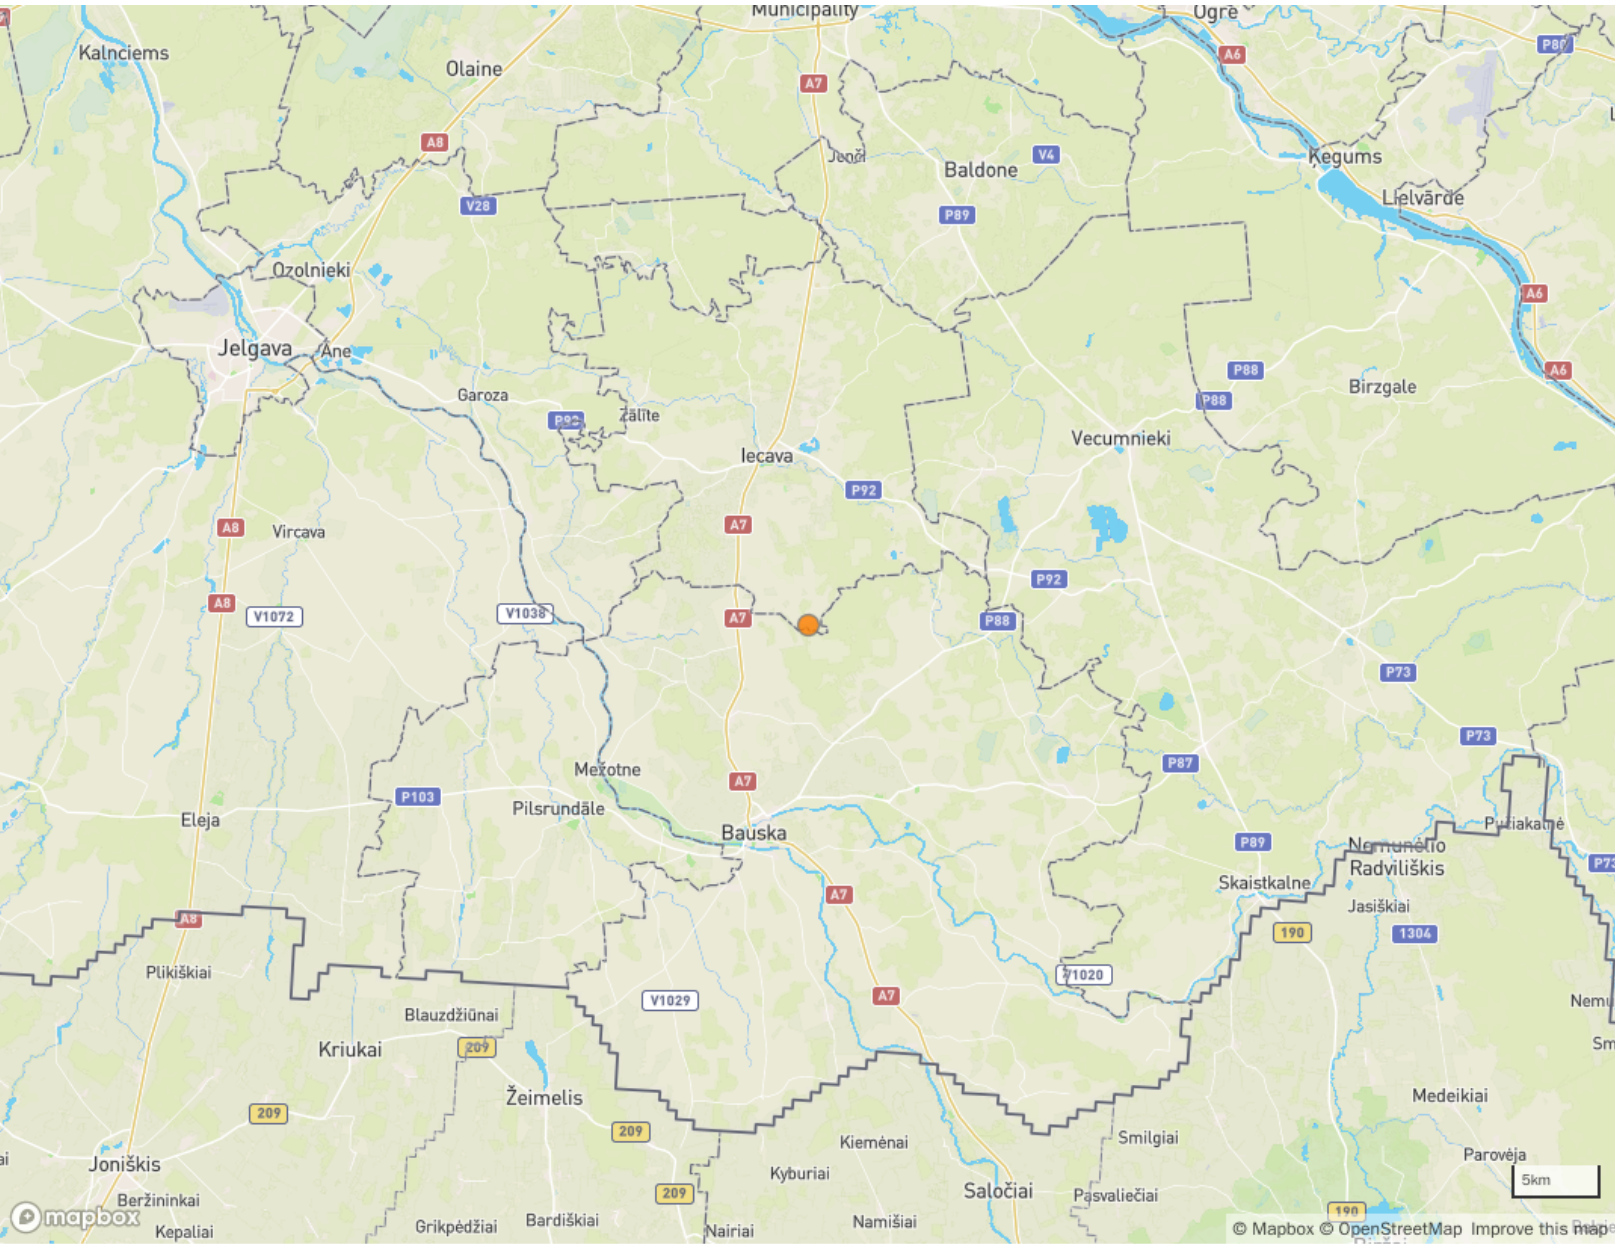 Municipality
Ogre
Kalnciems
Olaine
A7
A6
P80
A8
Baldone
V4
Ķegums
V28
P89
Lielvārde
Ozolnieki
A6
Jelgava
Āne
A6
P88
P88
Birzgale
Garoza
Zālīte
Vecumnieki
Iecava
P92
A8
A7
Vircava
P92
A8
V1072
V1038
A7
P88
P73
P73
Mežotne
A7
P87
P103
Pilsrundāle
Eleja
Bauska
P89
Nemunėlio
Radviliškis
P73
A7
Skaistkalne
Jasiškiai
A8
190
1304
Plikiškiai
V1020
A7
V1029
Blauzdžiūnai
Kriukai
209
Žeimelis
Medeikiai
209
209
Kiemėnai
Smilgiai
Joniškis
Kyburiai
Parovėja
5km
Beržininkai
209
Saločiai
Pasvaliečiai
mapbox
Kepaliai
Grikpėdžiai
Bardiškiai
Nairiai
Namišiai
190
© Mapbox © OpenStreetMap Improve this map